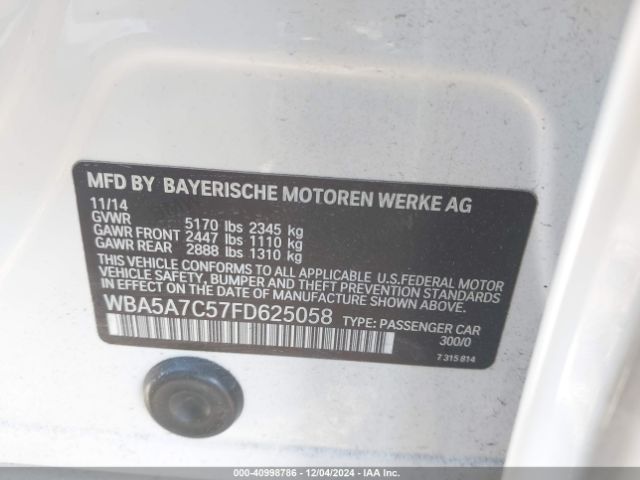 MFD BY BAYERISCHE MOTOREN WERKE AG
11/14
GVWR 5170 lbs 2345 kg
GAWR FRONT 2447 lbs 1110 kg
GAWR REAR 2888 lbs 1310 kg
THIS VEHICLE CONFORMS TO ALL APPLICABLE U.S.FEDERAL MOTOR
VEHICLE SAFETY, BUMPER AND THEFT PREVENTION STANDARDS
IN EFFECT ON THE DATE OF MANUFACTURE SHOWN ABOVE.
WBA5A7C57FD625058 TYPE: PASSENGER CAR
300/0
7 315 814
000-40998786 - 12/04/2024 - IAA Inc.